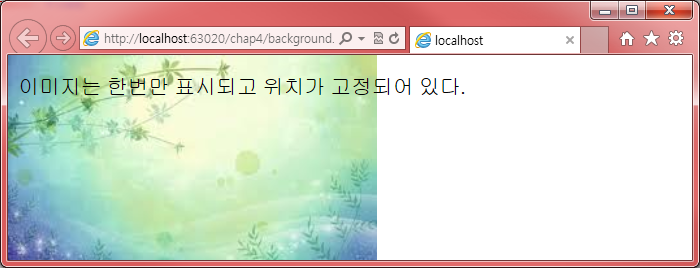 http://localhost:63020/chap4/background.
localhost
이미지는 한번만 표시되고 위치가 고정되어 있다.